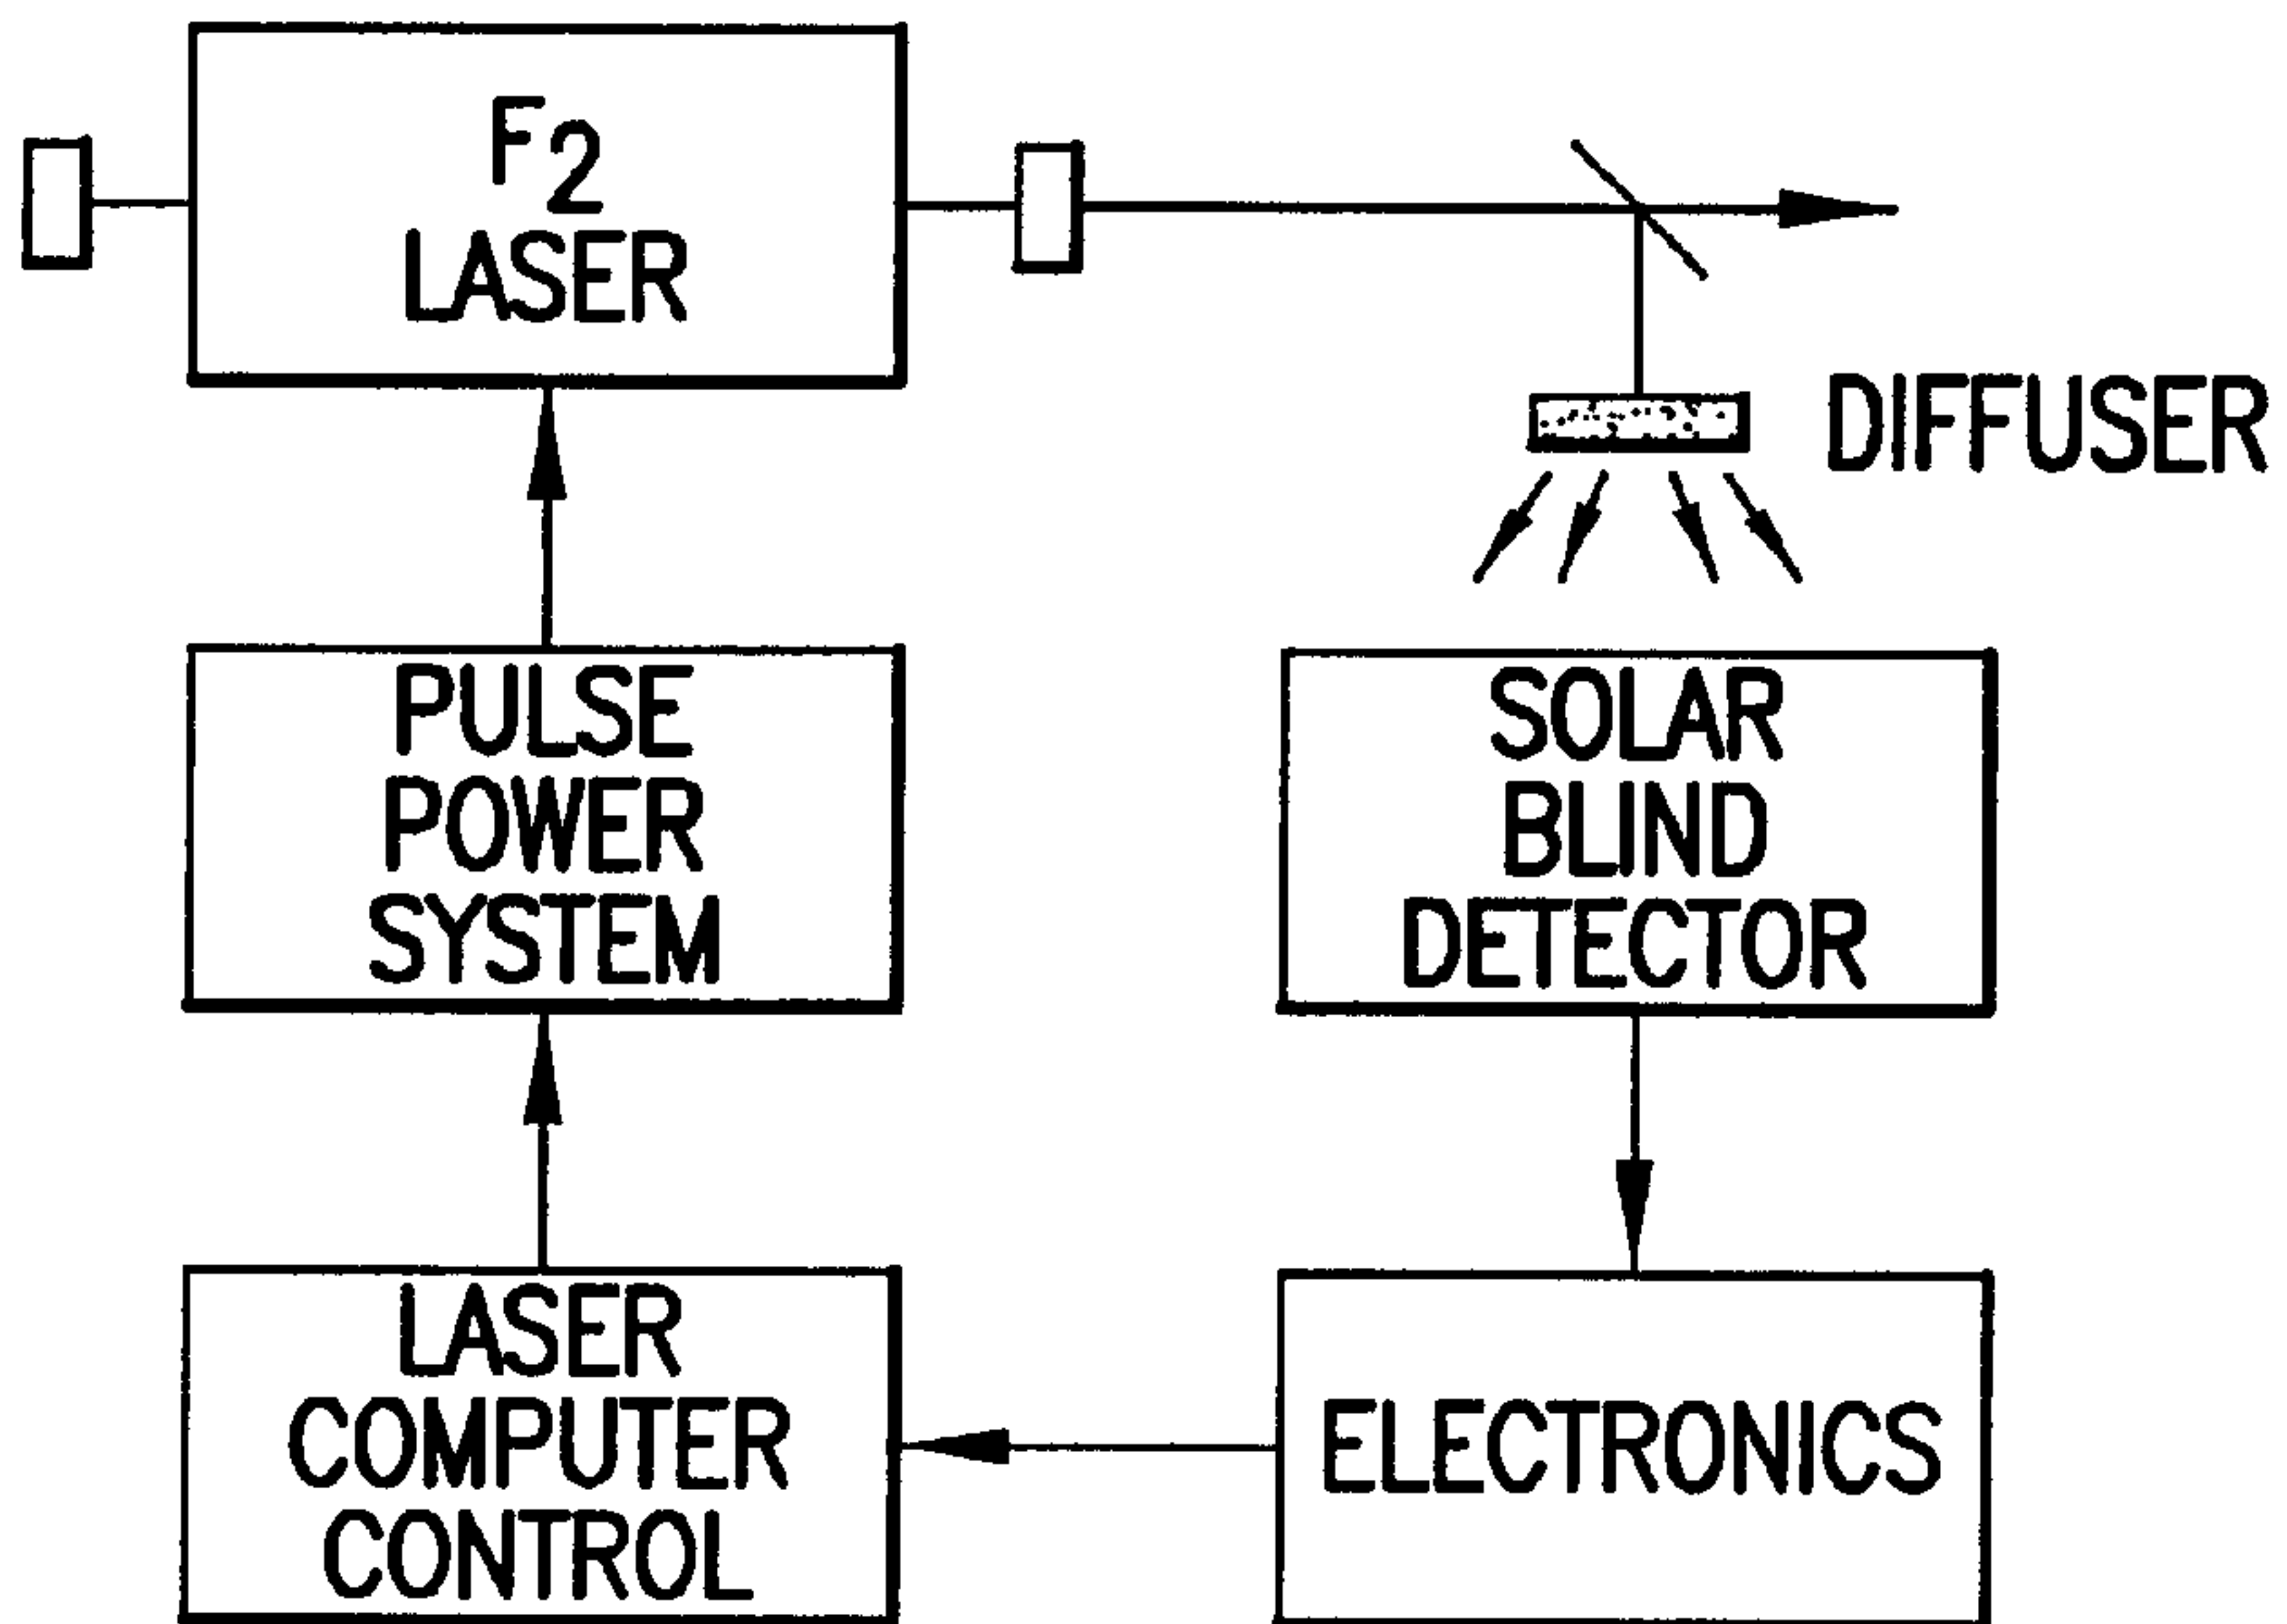 F2
LASER
DIFFUSER
PULSE
POWER
SYSTEM
SOLAR
BLIND
DETECTOR
LASER
COMPUTER
CONTROL
ELECTRONICS